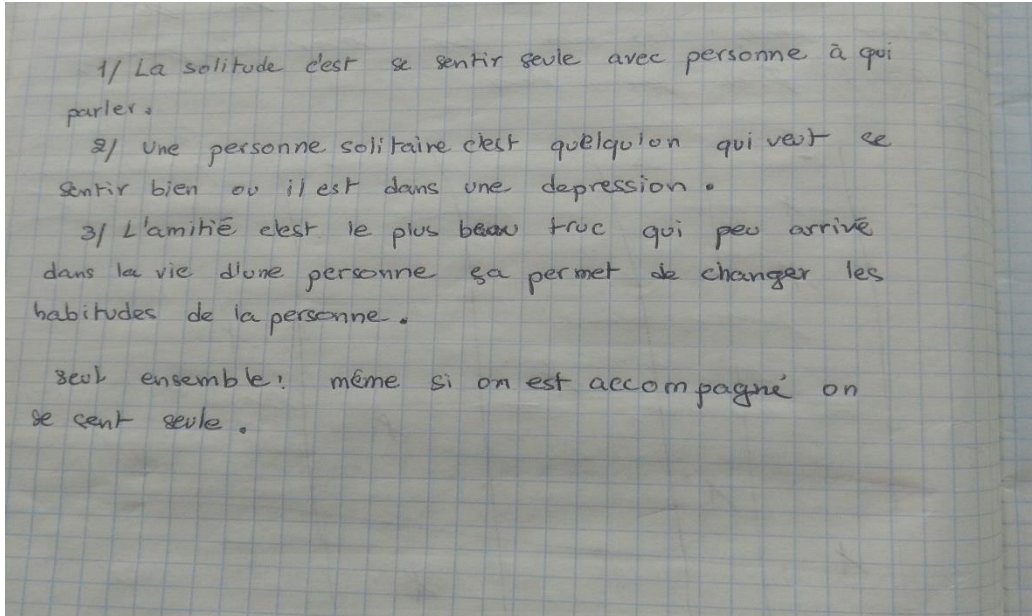 1/ La solitude c'est se sentir seule avec personne à qui
parler.
2/ Une personne solitaire c'est quelqu'on qui veut se
sentir bien ou il est dans une depression.
3/ L'amitié c'est le plus beau truc qui peu arrivé
dans la vie d'une personne sa permet de changer les
habitudes de la personne.
seul ensemble: même si on est accompagné on
se cent seule.